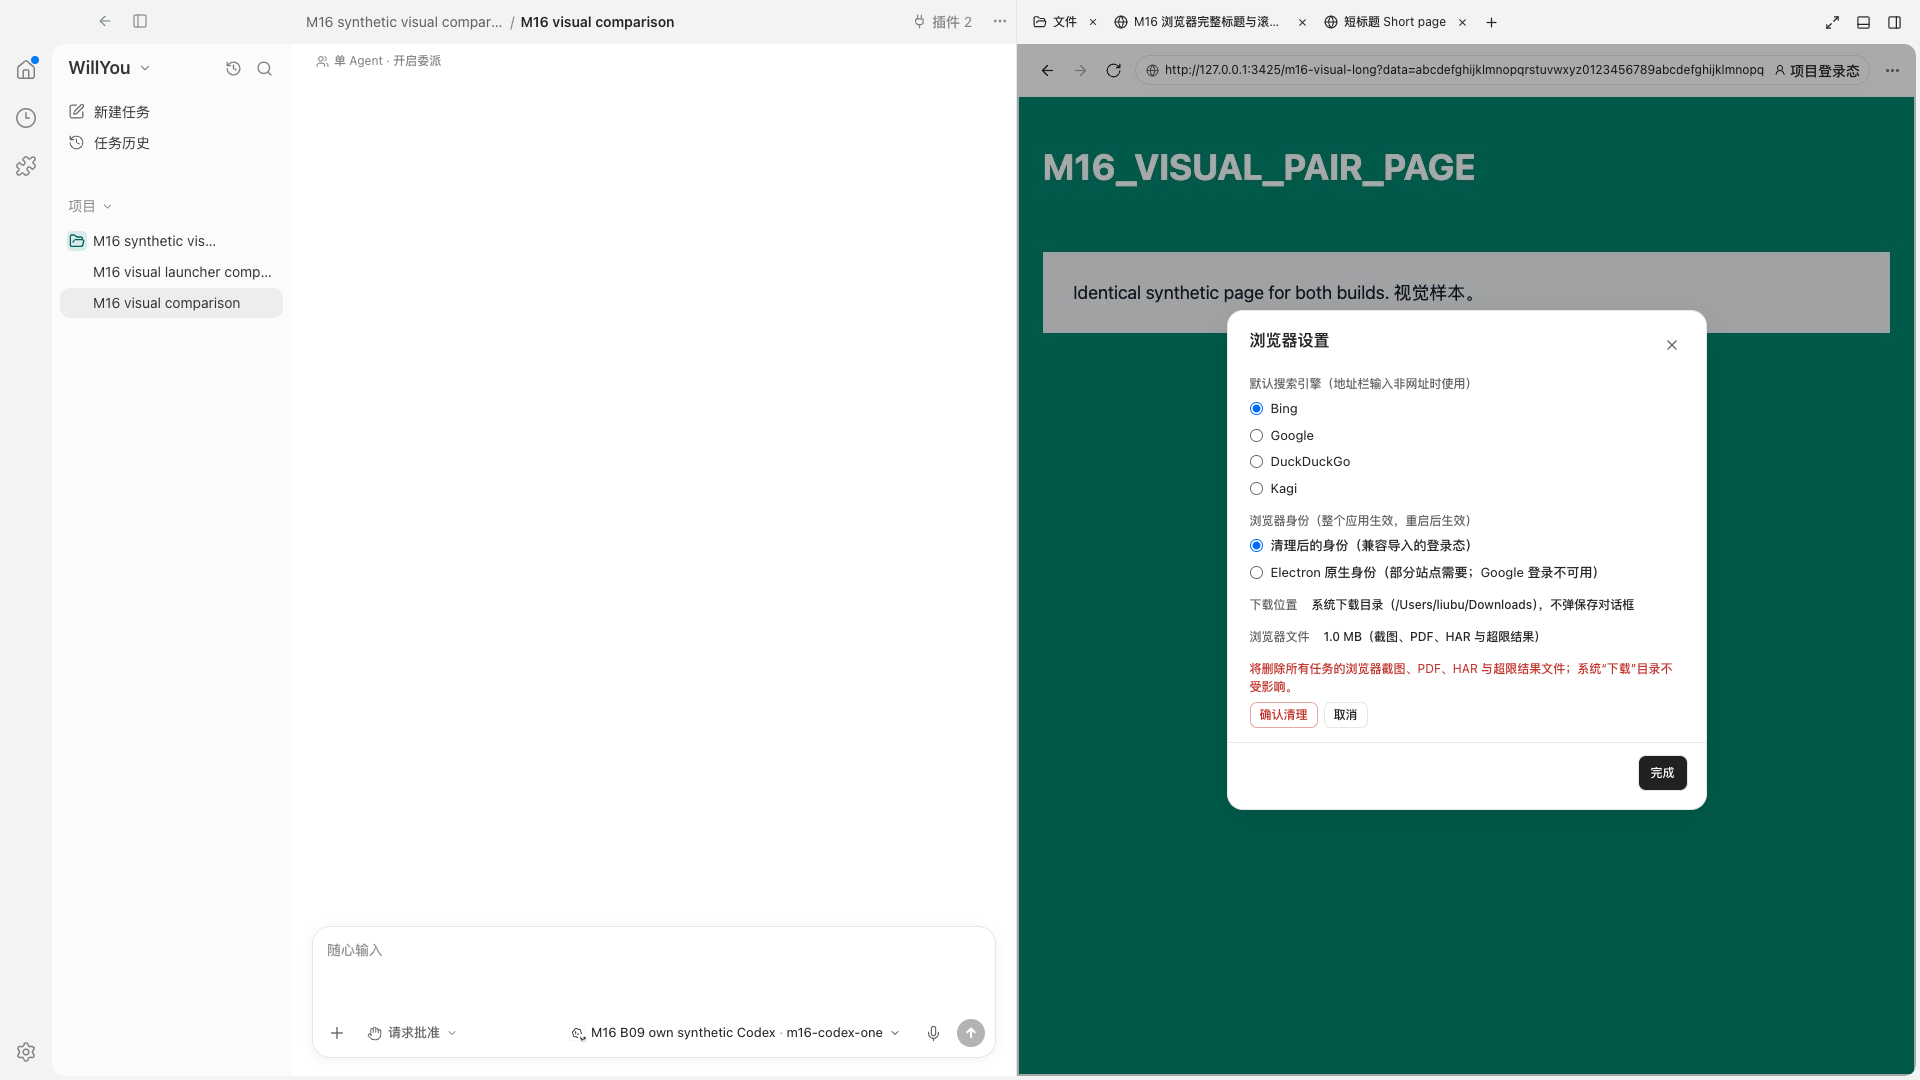 M16 synthetic visual compar... / M16 visual comparison
插件 2
文件
M16 浏览器完整标题与滚...
短标题 Short page
WillYou
新建任务
任务历史
项目
M16 synthetic vis...
M16 visual launcher comp...
M16 visual comparison
单 Agent · 开启委派
随心输入
请求批准
M16 B09 own synthetic Codex · m16-codex-one
http://127.0.0.1:3425/m16-visual-long?data=abcdefghijklmnopqrstuvwxyz0123456789abcdefghijklmnopq
项目登录态
M16_VISUAL_PAIR_PAGE
Identical synthetic page for both builds. 视觉样本。
浏览器设置
默认搜索引擎（地址栏输入非网址时使用）
Bing
Google
DuckDuckGo
Kagi
浏览器身份（整个应用生效，重启后生效）
清理后的身份（兼容导入的登录态）
Electron 原生身份（部分站点需要；Google 登录不可用）
下载位置 系统下载目录（/Users/liubu/Downloads），不弹保存对话框
浏览器文件 1.0 MB（截图、PDF、HAR 与超限结果）
将删除所有任务的浏览器截图、PDF、HAR 与超限结果文件；系统“下载”目录不
受影响。
确认清理
取消
完成